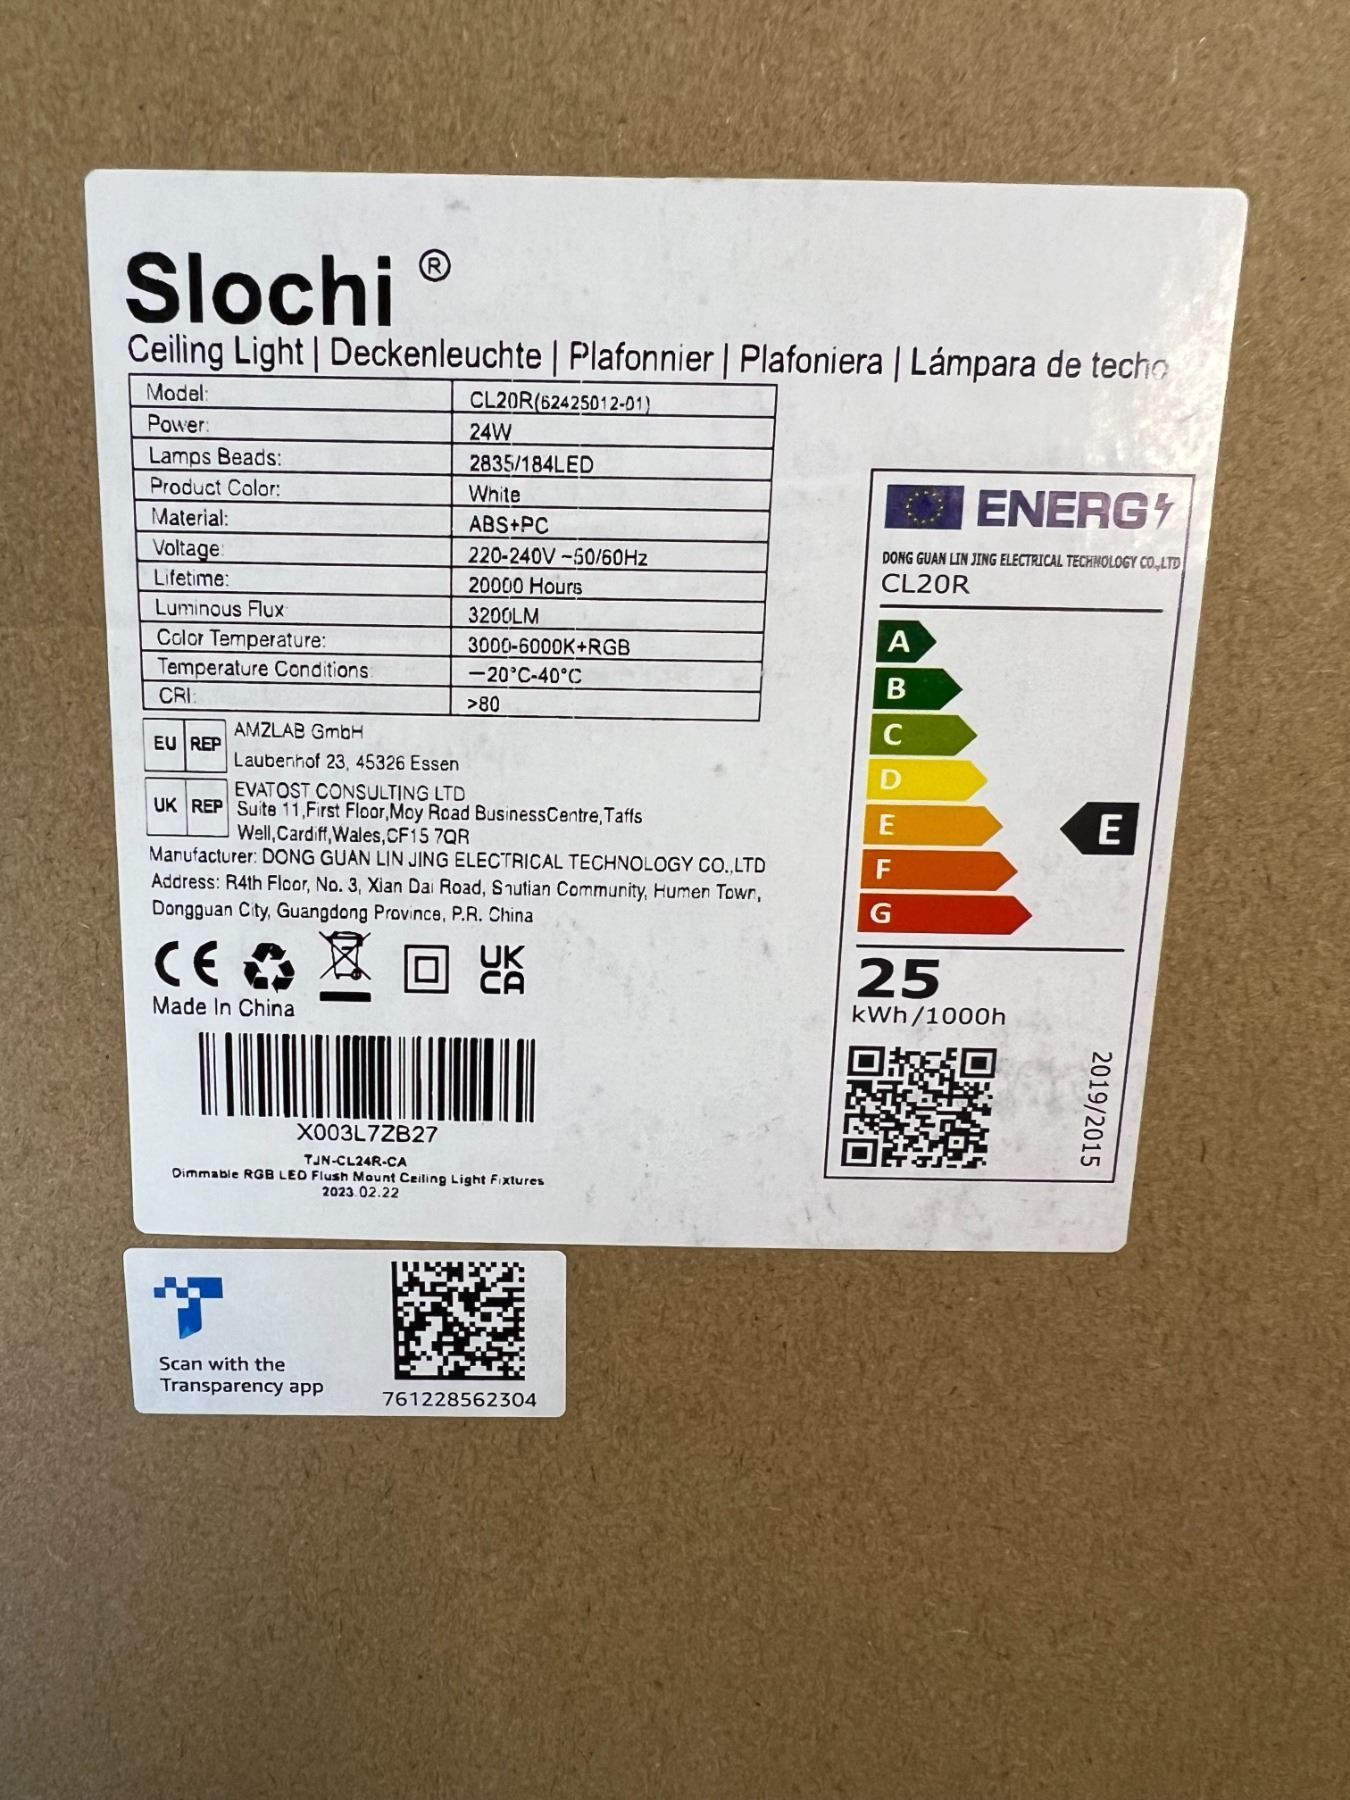 Slochi ®
Ceiling Light | Deckenleuchte | Plafonnier | Plafoniera | Lámpara de techo
Model: CL20R(62425012-01)
Power: 24W
Lamps Beads: 2835/184LED
Product Color: White
Material: ABS+PC
Voltage: 220-240V ~50/60Hz
Lifetime: 20000 Hours
Luminous Flux 3200LM
Color Temperature: 3000-6000K+RGB
Temperature Conditions: —20°C-40°C
CRI: >80
EU REP AMZLAB GmbH
Laubenhof 23, 45326 Essen
UK REP EVATOST CONSULTING LTD
Suite 11,First Floor,Moy Road BusinessCentre,Taffs
Well,Cardiff,Wales,CF15 7QR
Manufacturer: DONG GUAN LIN JING ELECTRICAL TECHNOLOGY CO.,LTD
Address: R4th Floor, No. 3, Xian Dai Road, Shutian Community, Humen Town,
Dongguan City, Guangdong Province, P.R. China
CE UK
CA
Made In China
X003L7ZB27
TJN-CL24R-CA
Dimmable RGB LED Flush Mount Ceiling Light Fixtures
2023.02.22
ENERG
DONG GUAN LIN JING ELECTRICAL TECHNOLOGY CO.,LTD
CL20R
A
B
C
D
E E
F
G
25
kWh/1000h
2019/2015
Scan with the
Transparency app
761228562304